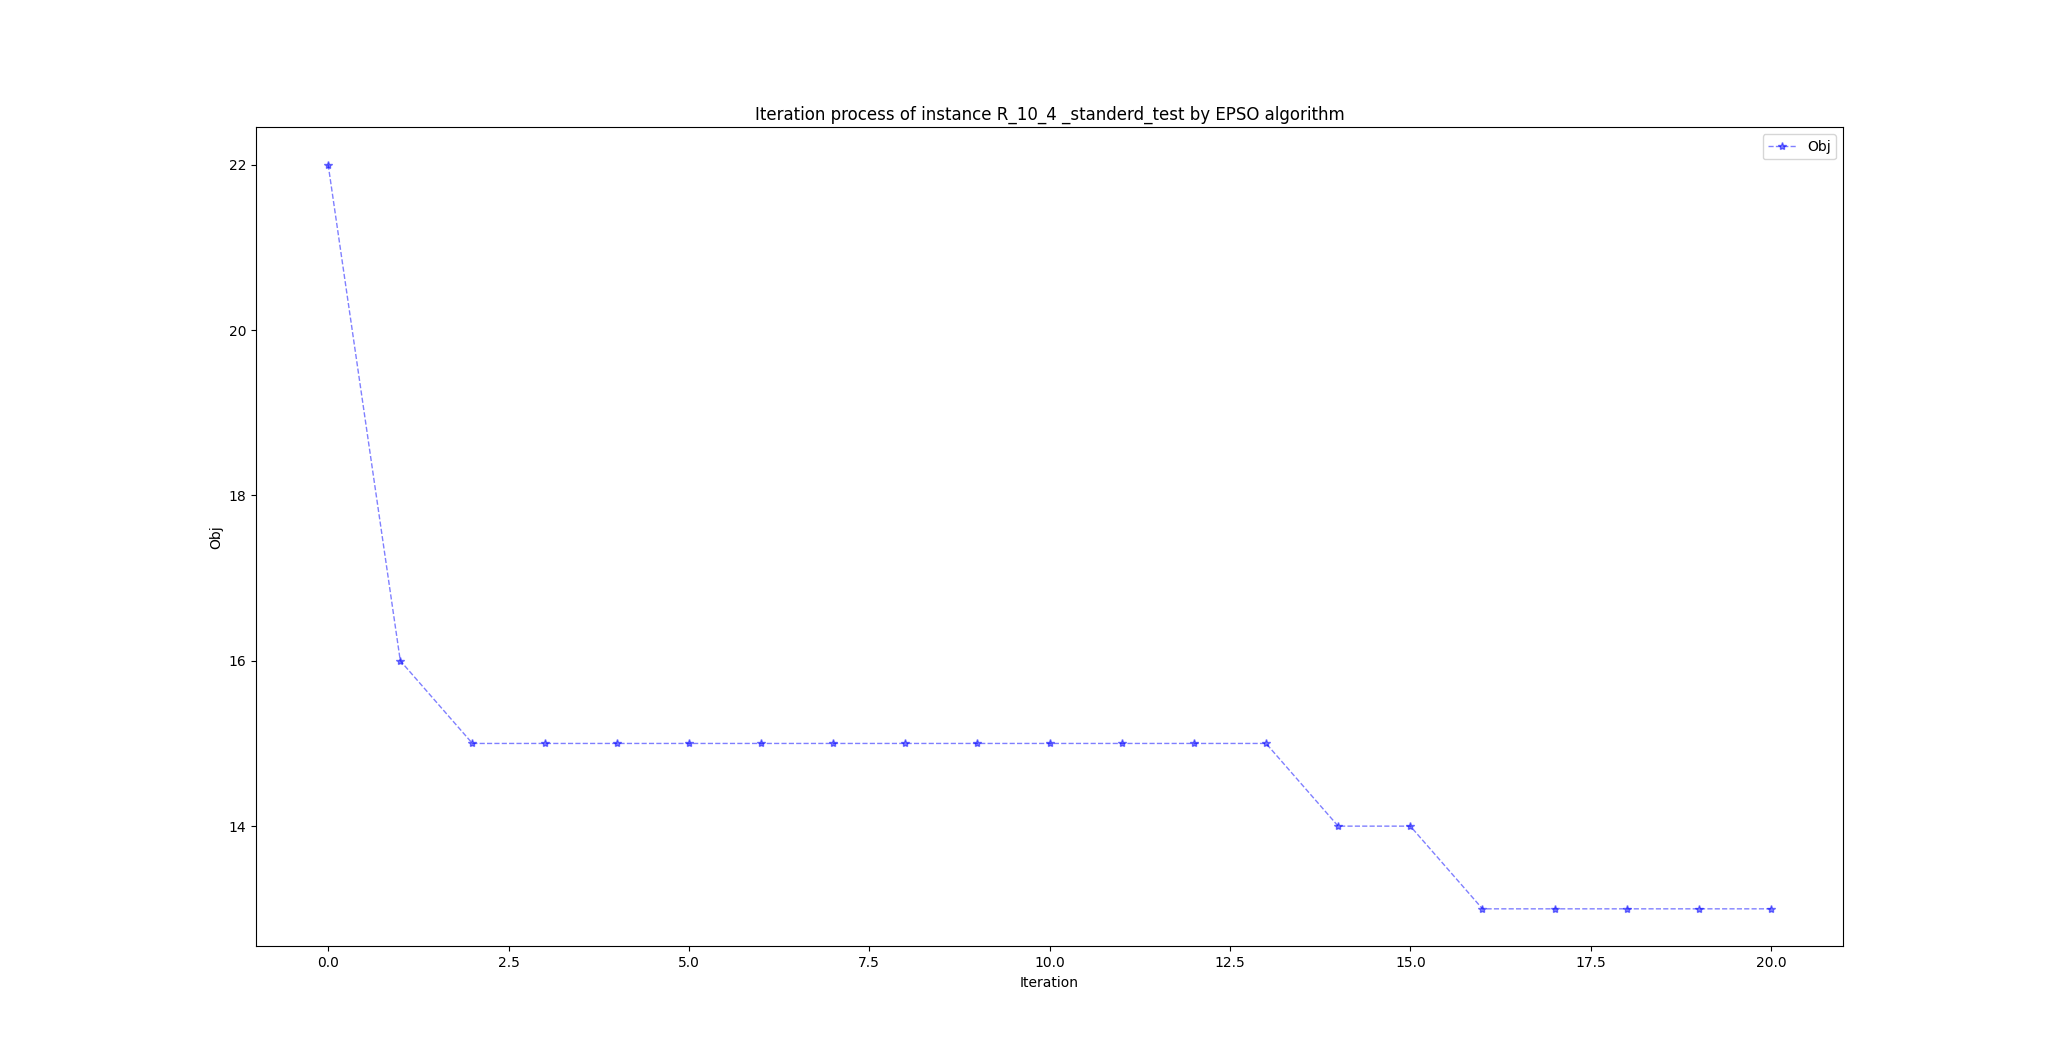 Iteration process of instance R_10_4 _standerd_test by EPSO algorithm
Obj
22
20
18
16
14
Obj
0.0 2.5 5.0 7.5 10.0 12.5 15.0 17.5 20.0
Iteration